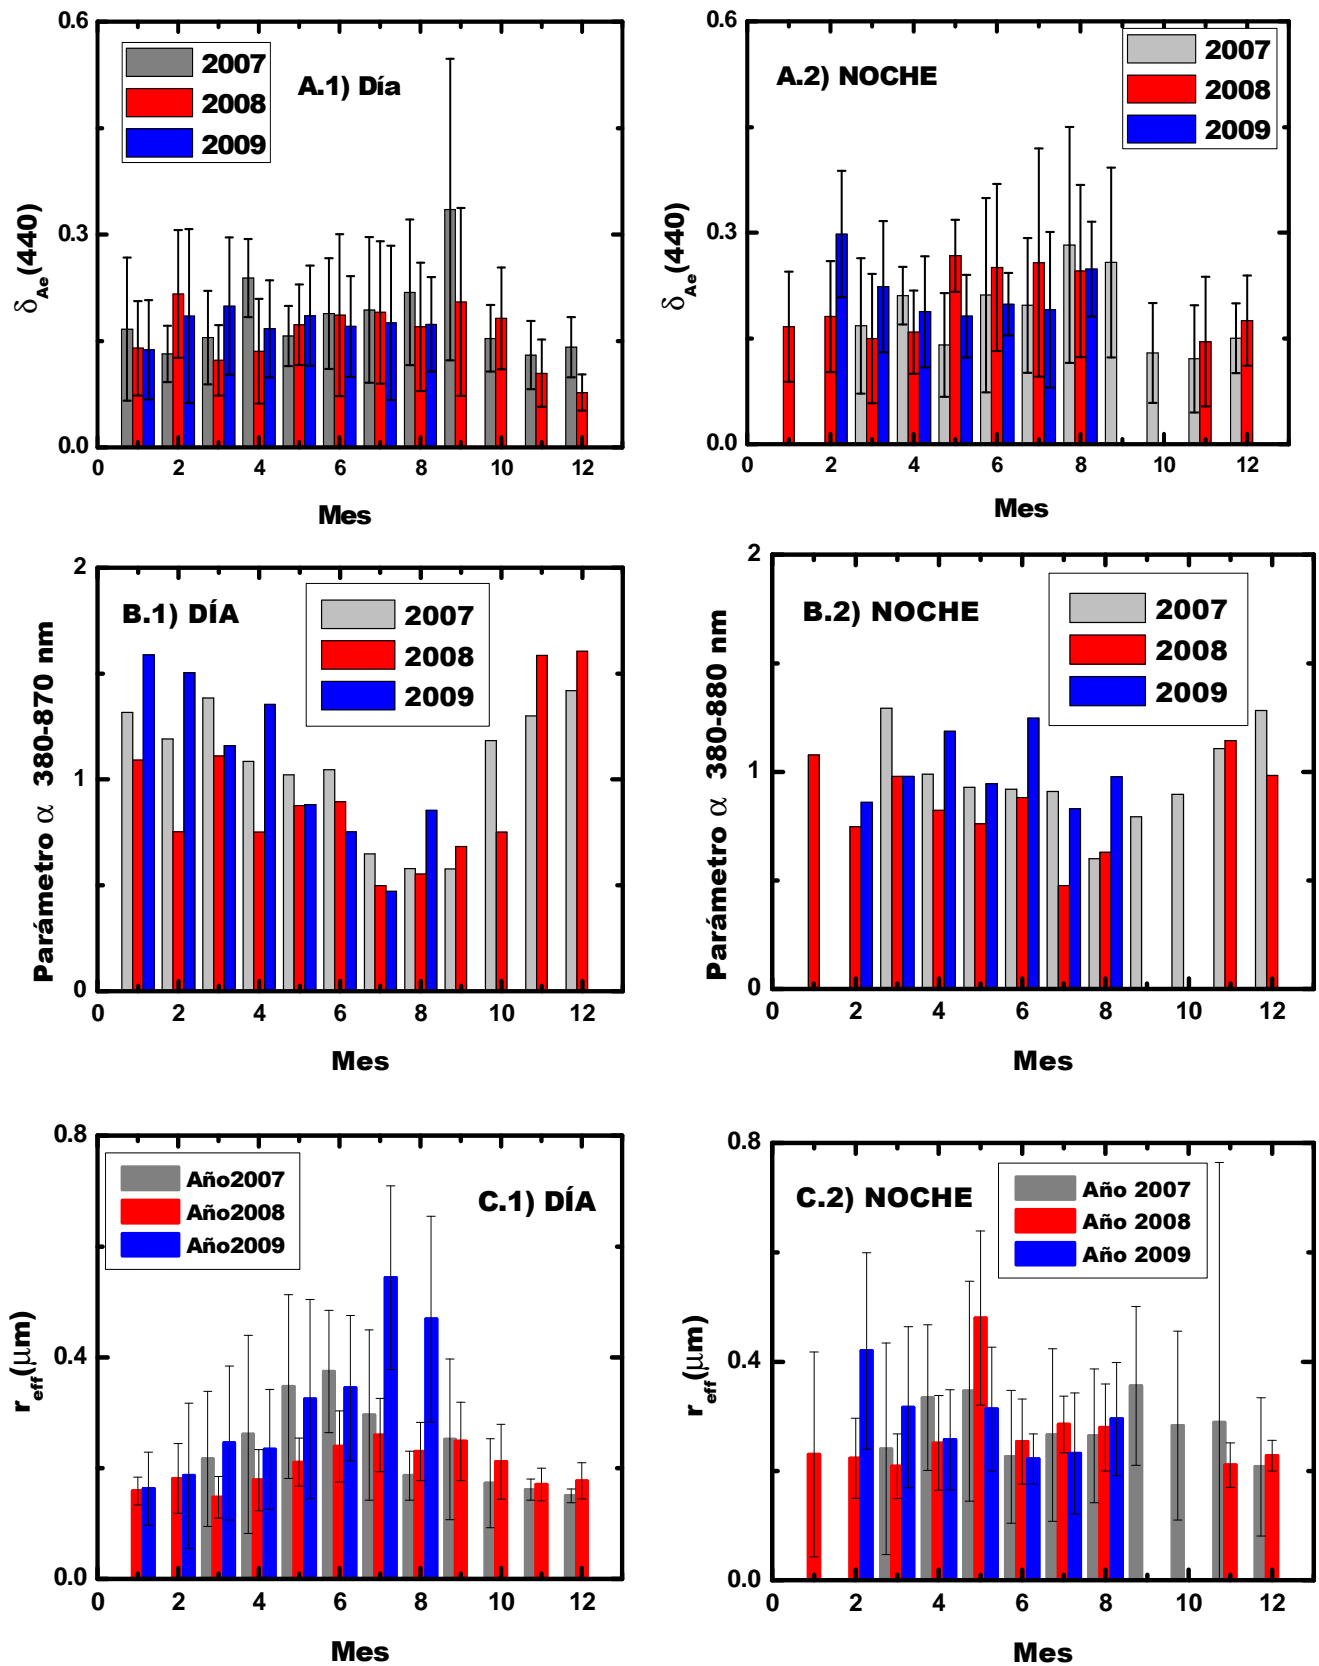 A.1) Día
2007
2008
2009
δAe(440)
0.6
0.3
0.0
0 2 4 6 8 10 12
Mes
A.2) NOCHE
2007
2008
2009
δAe(440)
0.6
0.3
0.0
0 2 4 6 8 10 12
Mes
B.1) DÍA
2007
2008
2009
Parámetro α 380-870 nm
2
1
0
0 2 4 6 8 10 12
Mes
B.2) NOCHE
2007
2008
2009
Parámetro α 380-880 nm
2
1
0
0 2 4 6 8 10 12
Mes
C.1) DÍA
Año2007
Año2008
Año2009
reff(μm)
0.8
0.4
0.0
0 2 4 6 8 10 12
Mes
C.2) NOCHE
Año 2007
Año 2008
Año 2009
reff(μm)
0.8
0.4
0.0
0 2 4 6 8 10 12
Mes